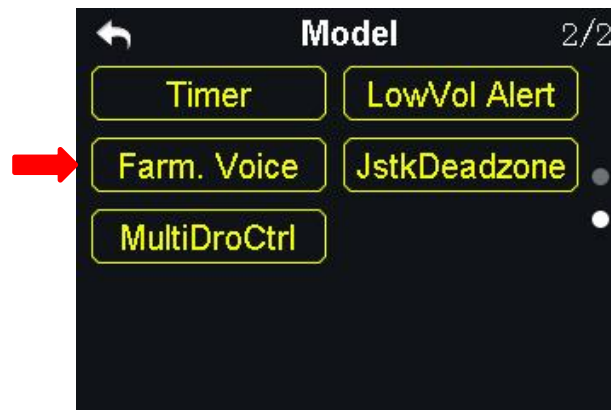 Model 2/2
Timer LowVol Alert
Farm. Voice JstkDeadzone
MultiDroCtrl